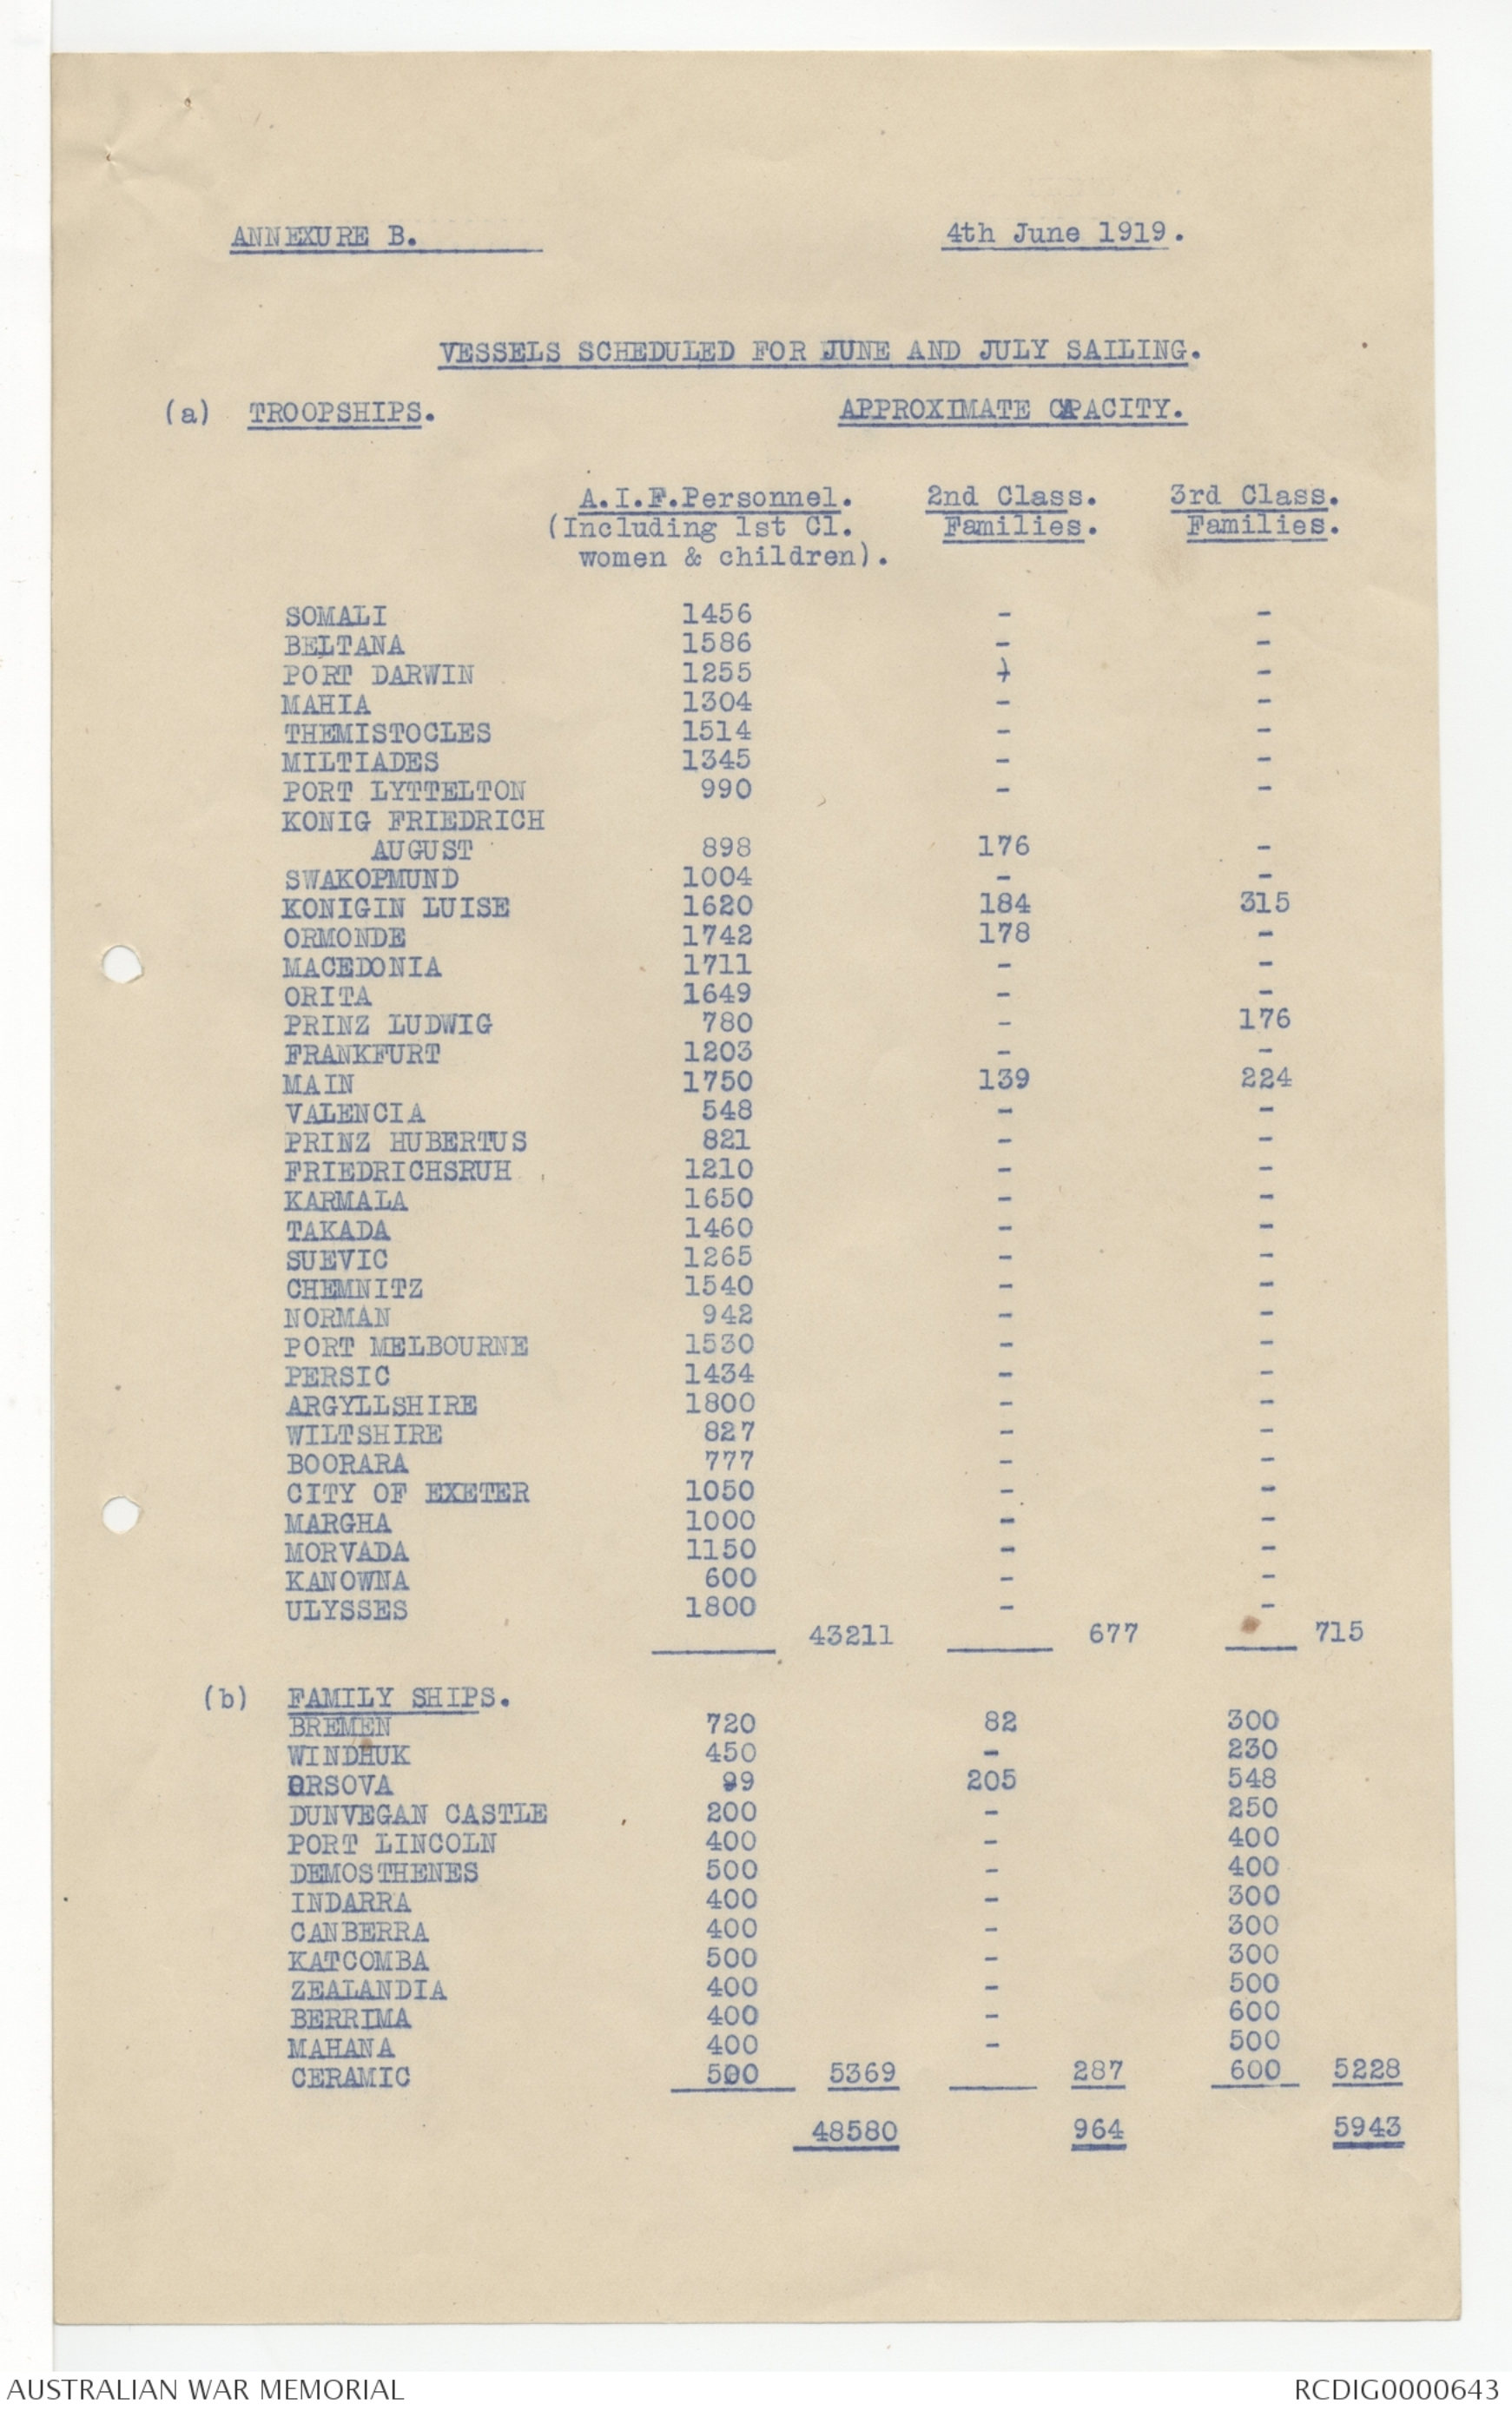 ANNEXURE B. 4th June 1919.
VESSELS SCHEDULED FOR JUNE AND JULY SAILING.
(a) TROOPSHIPS. APPROXIMATE CAPACITY.
A.I.F.Personnel. 2nd Class. 3rd Class.
(Including 1st Cl. Families. Families.
women & children).
SOMALI 1456 - -
BELTANA 1586 - -
PORT DARWIN 1255 - -
MAHIA 1304 - -
THEMISTOCLES 1514 - -
MILTIADES 1345 - -
PORT LYTTELTON 990 - -
KONIG FRIEDRICH
AUGUST 898 176 -
SWAKOPMUND 1004 - -
KONIGIN LUISE 1620 184 315
ORMONDE 1742 178 -
MACEDONIA 1711 - -
ORITA 1649 - -
PRINZ LUDWIG 780 - 176
FRANKFURT 1203 - -
MAIN 1750 139 224
VALENCIA 548 - -
PRINZ HUBERTUS 821 - -
FRIEDRICHSRUH 1210 - -
KARMALA 1650 - -
TAKADA 1460 - -
SUEVIC 1265 - -
CHEMNITZ 1540 - -
NORMAN 942 - -
PORT MELBOURNE 1530 - -
PERSIC 1434 - -
ARGYLLSHIRE 1800 - -
WILTSHIRE 827 - -
BOORARA 777 - -
CITY OF EXETER 1050 - -
MARGHA 1000 - -
MORVADA 1150 - -
KANOWNA 600 - -
ULYSSES 1800 - -
43211 677 715
(b) FAMILY SHIPS.
BREMEN 720 82 300
WINDHUK 450 - 230
ORSOVA 99 205 548
DUNVEGAN CASTLE 200 - 250
PORT LINCOLN 400 - 400
DEMOSTHENES 500 - 400
INDARRA 400 - 300
CANBERRA 400 - 300
KATCOMBA 500 - 300
ZEALANDIA 400 - 500
BERRIMA 400 - 600
MAHANA 400 - 500
CERAMIC 500 5369 287 600 5228
48580 964 5943
AUSTRALIAN WAR MEMORIAL RCDIG0000643